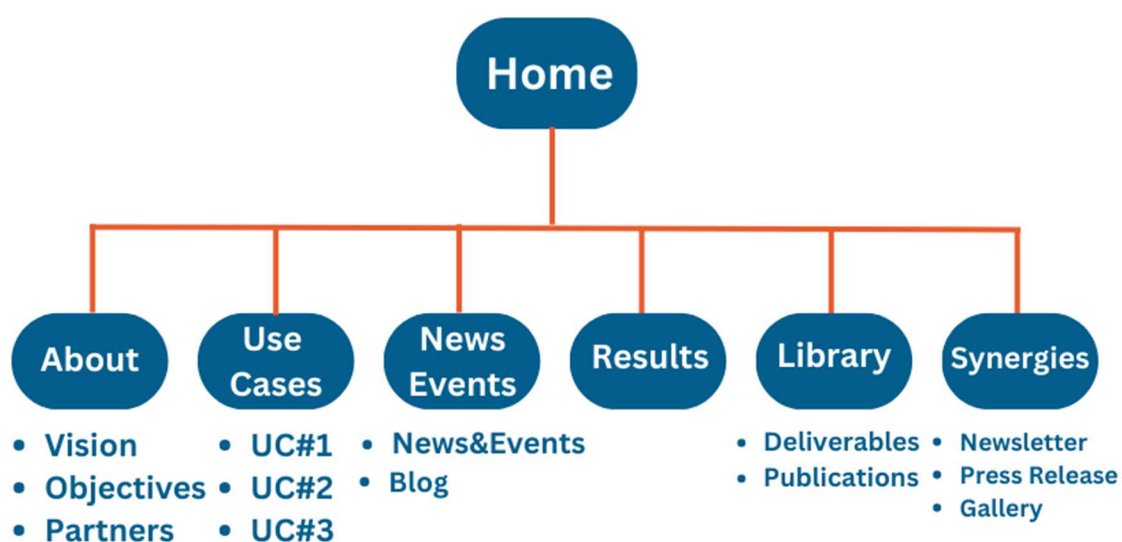 Home
About
Use
Cases
News
Events
Results
Library
Synergies
• Vision
• Objectives
• Partners
• UC#1
• UC#2
• UC#3
• News&Events
• Blog
• Deliverables
• Publications
• Newsletter
• Press Release
• Gallery